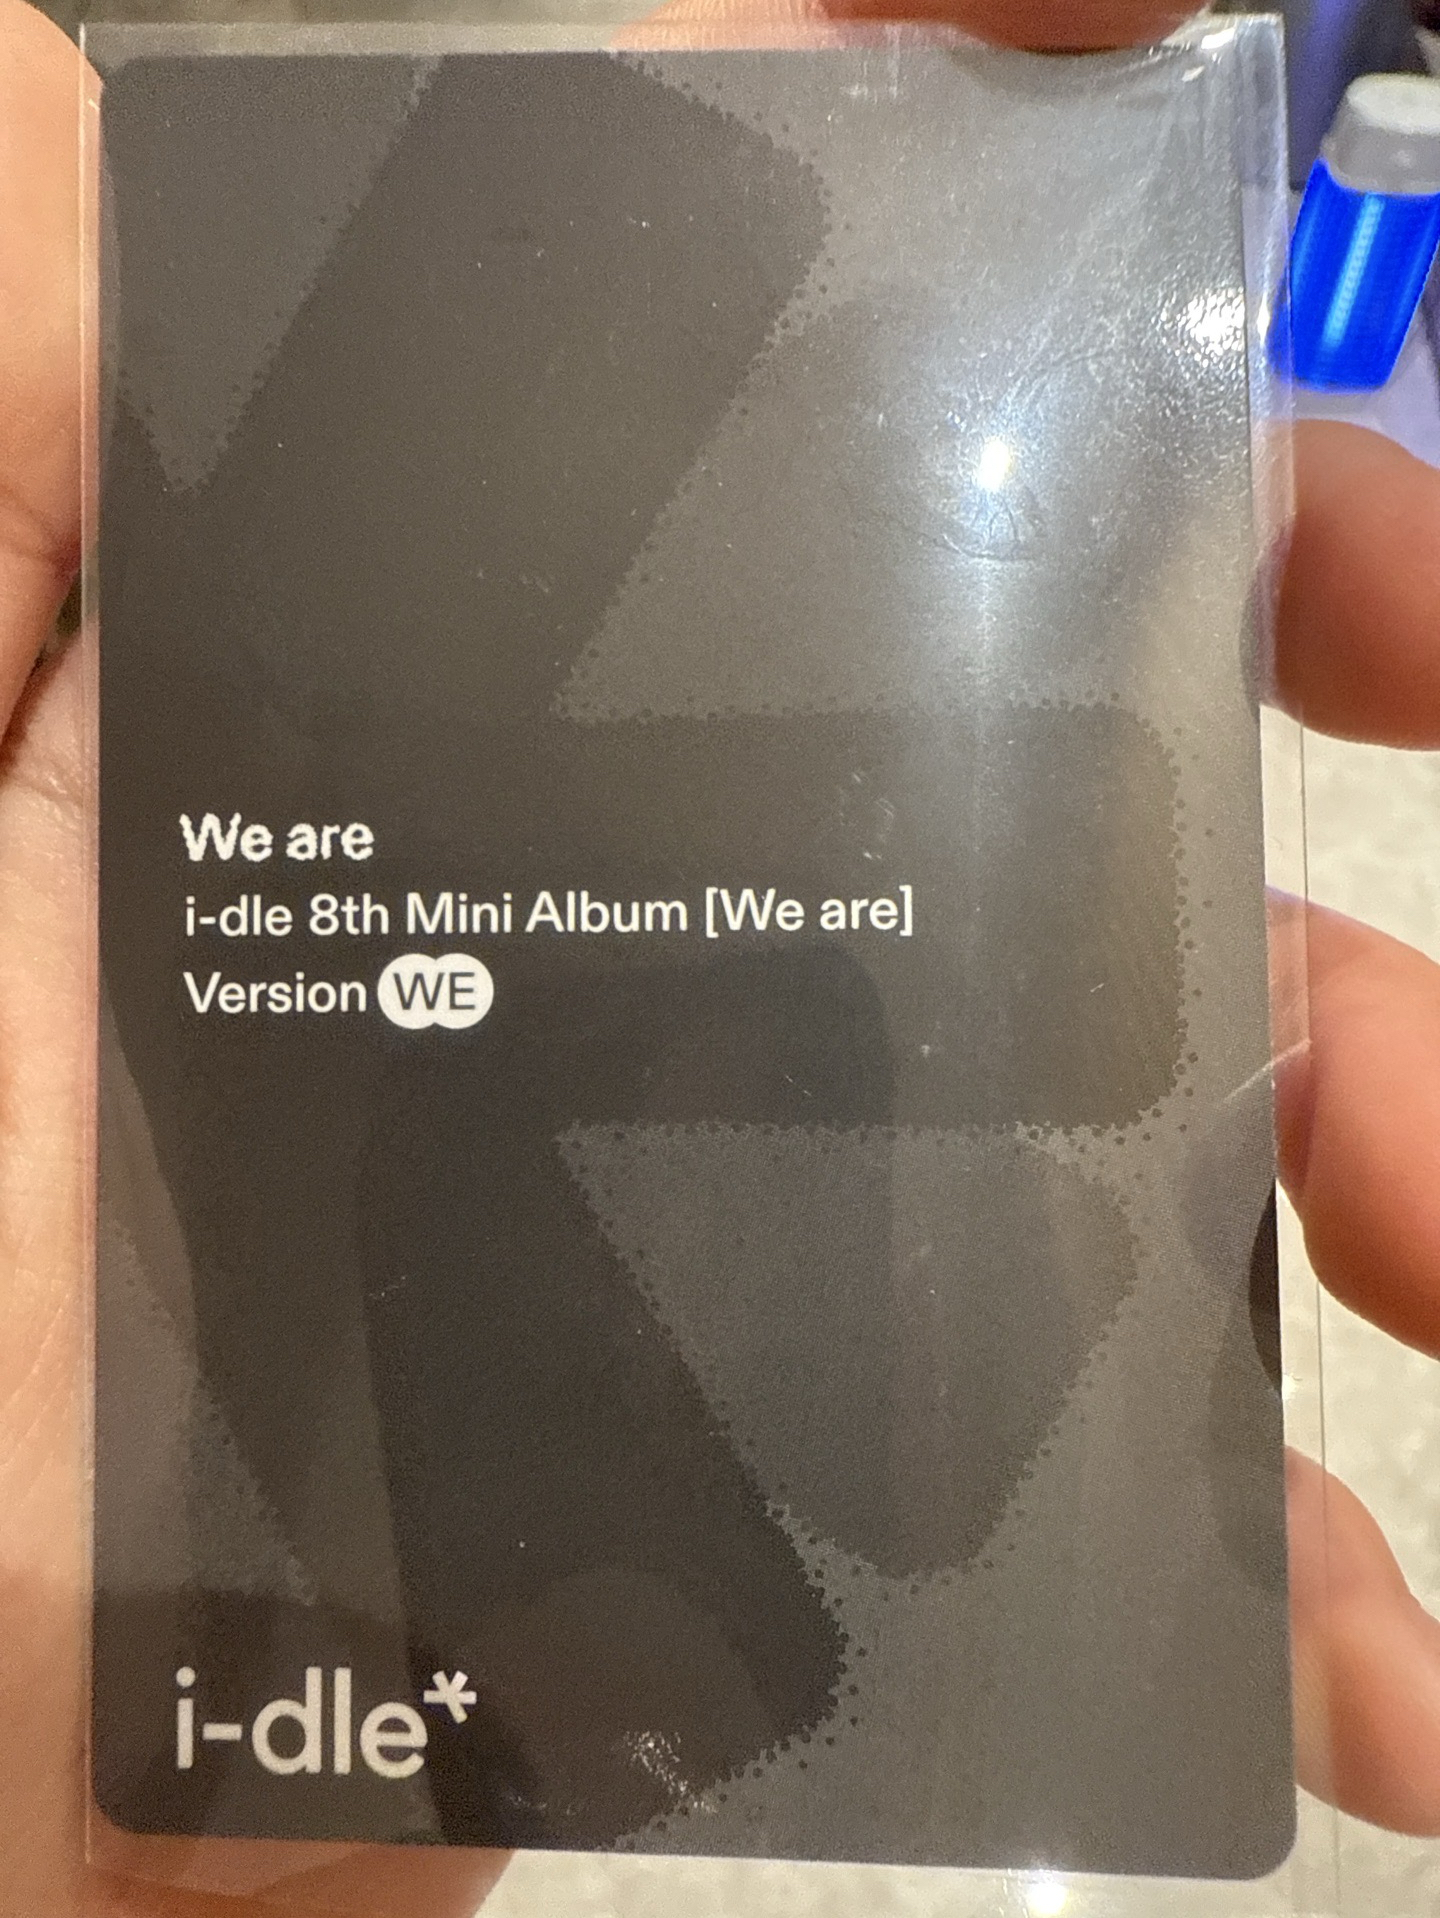 We are
i-dle 8th Mini Album [We are]
Version WE
i-dle*